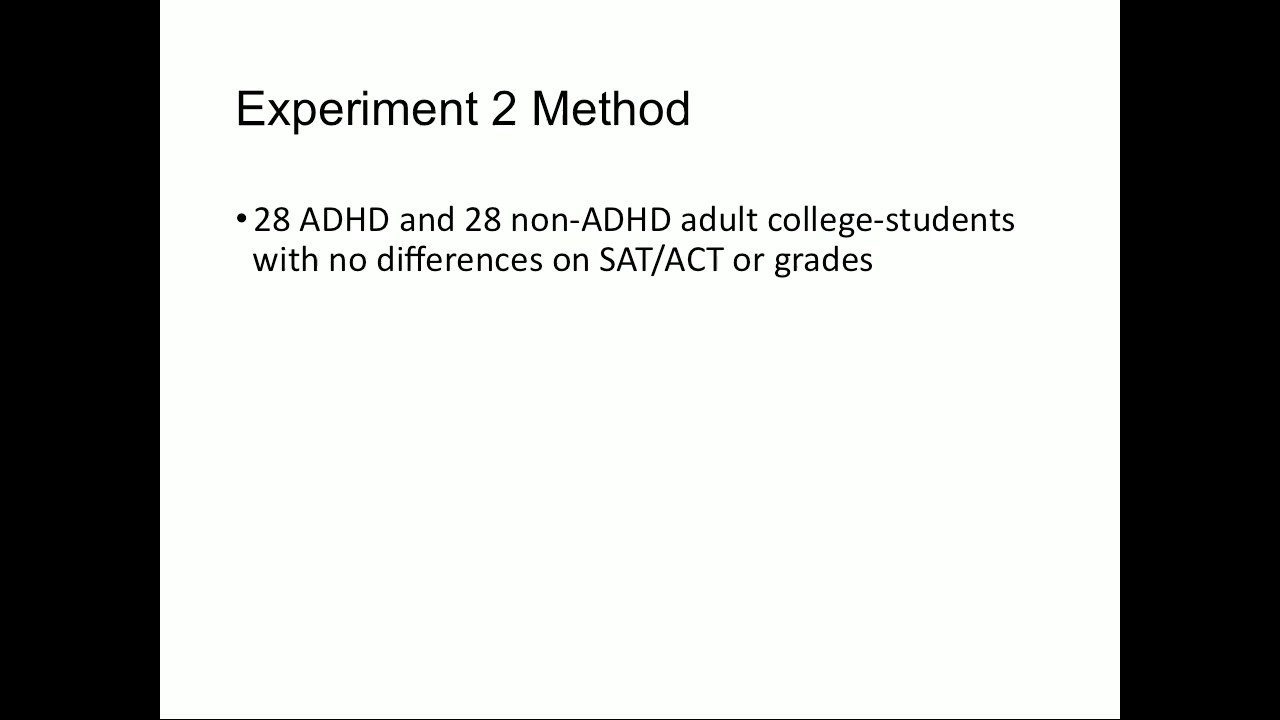 Experiment 2 Method
•28 ADHD and 28 non-ADHD adult college-students
with no differences on SAT/ACT or grades